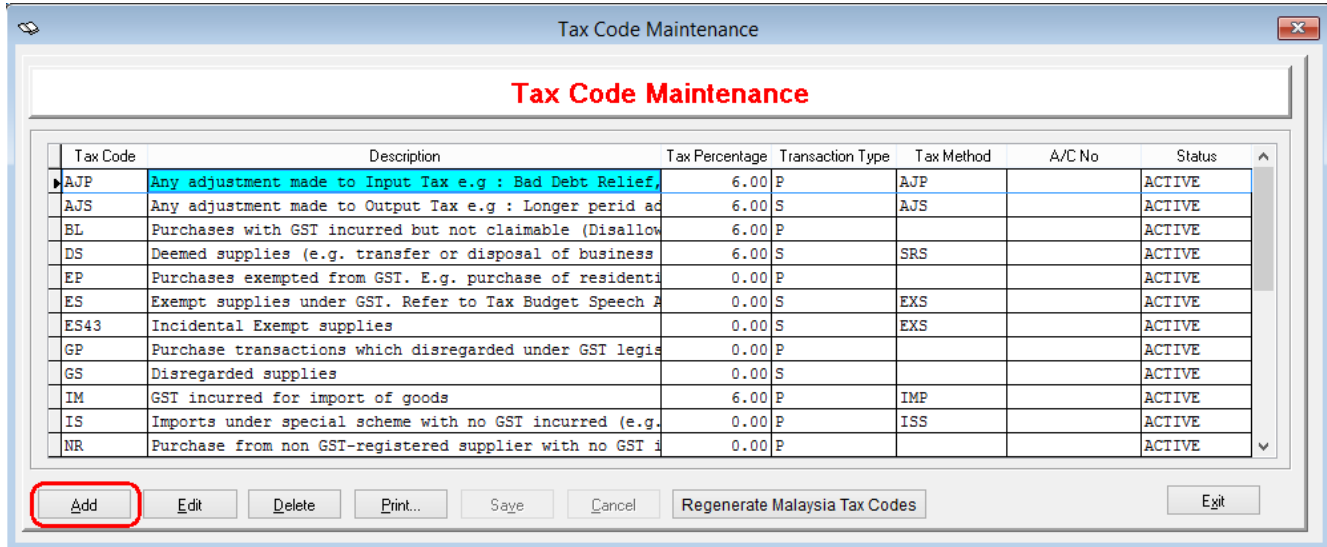 Tax Code Maintenance
Tax Code Maintenance
Tax Code Description Tax Percentage Transaction Type Tax Method A/C No Status
AJP Any adjustment made to Input Tax e.g : Bad Debt Relief, 6.00 P AJP ACTIVE
AJS Any adjustment made to Output Tax e.g : Longer perid ad 6.00 S AJS ACTIVE
BL Purchases with GST incurred but not claimable (Disallow 6.00 P ACTIVE
DS Deemed supplies (e.g. transfer or disposal of business 6.00 S SRS ACTIVE
EP Purchases exempted from GST. E.g. purchase of residenti 0.00 P ACTIVE
ES Exempt supplies under GST. Refer to Tax Budget Speech A 0.00 S EXS ACTIVE
ES43 Incidental Exempt supplies 0.00 S EXS ACTIVE
GP Purchase transactions which disregarded under GST legis 0.00 P ACTIVE
GS Disregarded supplies 0.00 S ACTIVE
IM GST incurred for import of goods 6.00 P IMP ACTIVE
IS Imports under special scheme with no GST incurred (e.g. 0.00 P ISS ACTIVE
NR Purchase from non GST-registered supplier with no GST i 0.00 P ACTIVE
Add Edit Delete Print... Save Cancel Regenerate Malaysia Tax Codes Exit